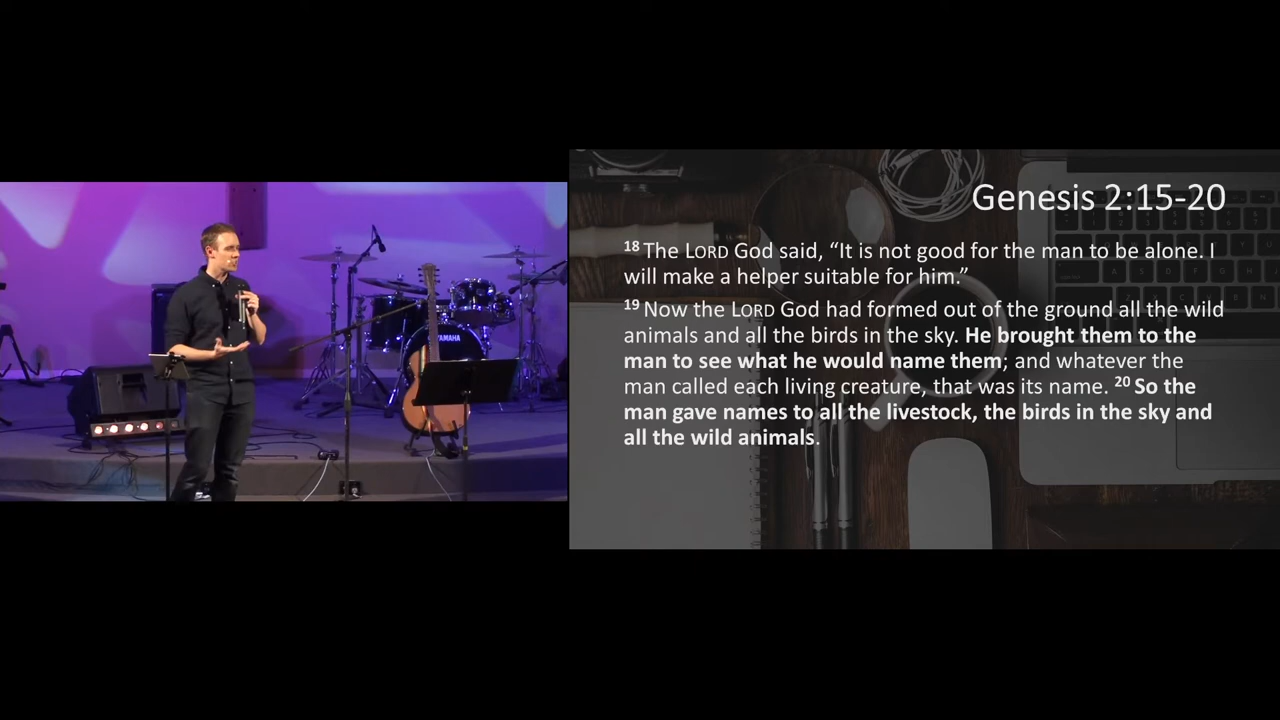 Genesis 2:15-20
18 The LORD God said, “It is not good for the man to be alone. I
will make a helper suitable for him.”
19 Now the LORD God had formed out of the ground all the wild
animals and all the birds in the sky. He brought them to the
man to see what he would name them; and whatever the
man called each living creature, that was its name. 20 So the
man gave names to all the livestock, the birds in the sky and
all the wild animals.
YAMAHA